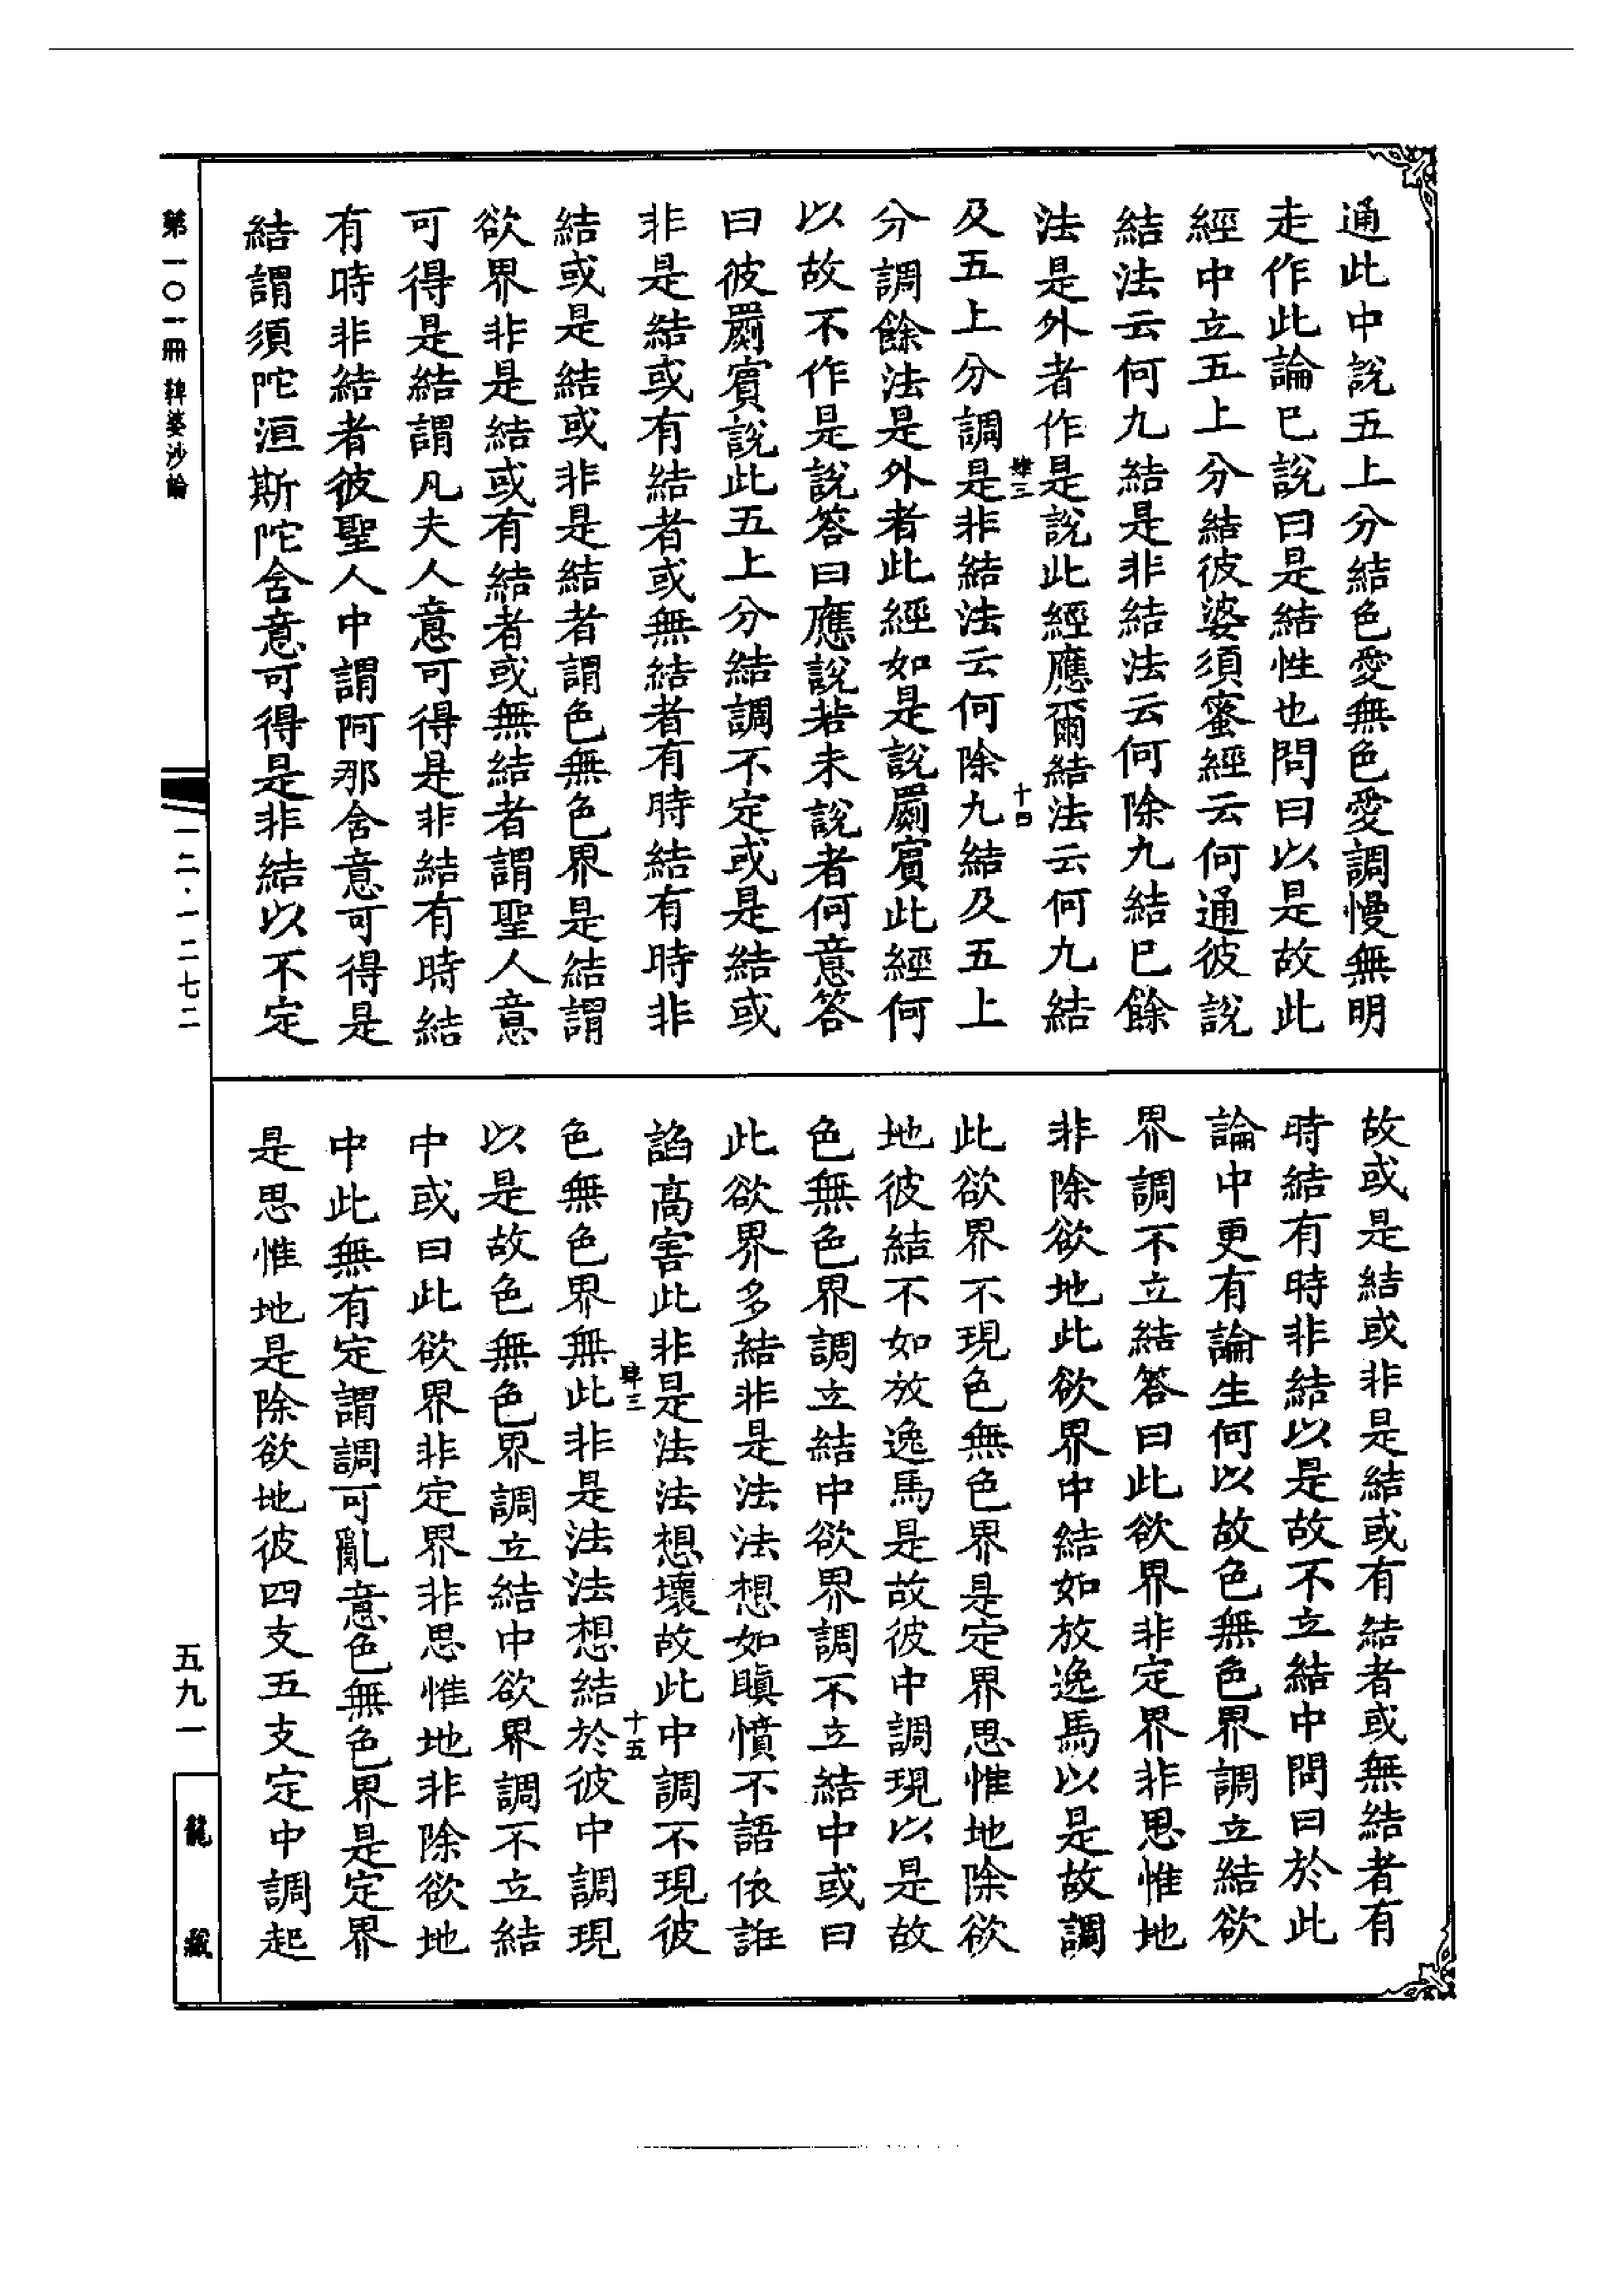 通此中說五上分結色愛無色愛調慢無明
走作此論已說曰是結性也問曰以是故此
經中立五上分結彼婆須蜜經云何通彼說
結法云何九結是非結法云何除九結已餘
法是外者作是說此經應爾結法云何九結
肆三
十四
及五上分調是非結法云何除九結及五上
分調餘法是外者此經如是說罽賓此經何
以故不作是說答曰應說若未說者何意答
曰彼罽賓說此五上分結調不定或是結或
非是結或有結者或無結者有時結有時非
結或是結或非是結者謂色無色界是結謂
欲界非是結或有結者或無結者謂聖人意
可得是結謂凡夫人意可得是非結有時結
有時非結者彼聖人中謂阿那含意可得是
結謂須陀洹斯陀含意可得是非結以不定
故或是結或非是結或有結者或無結者有
時結有時非結以是故不立結中問曰於此
論中更有論生何以故色無色界調立結欲
界調不立結答曰此欲界非定界非思惟地
非除欲地此欲界中結如放逸馬以是故調
此欲界不現色無色界是定界思惟地除欲
地彼結不如放逸馬是故彼中調現以是故
色無色界調立結中欲界調不立結中或曰
此欲界多結非是法法想如瞋憤不語依誑
諂高害此非是法法想壞故此中調不現彼
肆三
十五
色無色界無此非是法法想結於彼中調現
以是故色無色界調立結中欲界調不立結
中或曰此欲界非定界非思惟地非除欲地
中此無有定謂調可亂意色無色界是定界
是思惟地是除欲地彼四支五支定中調起
第一〇一冊 鞞婆沙論
一二·一二七二
五九一
龍藏